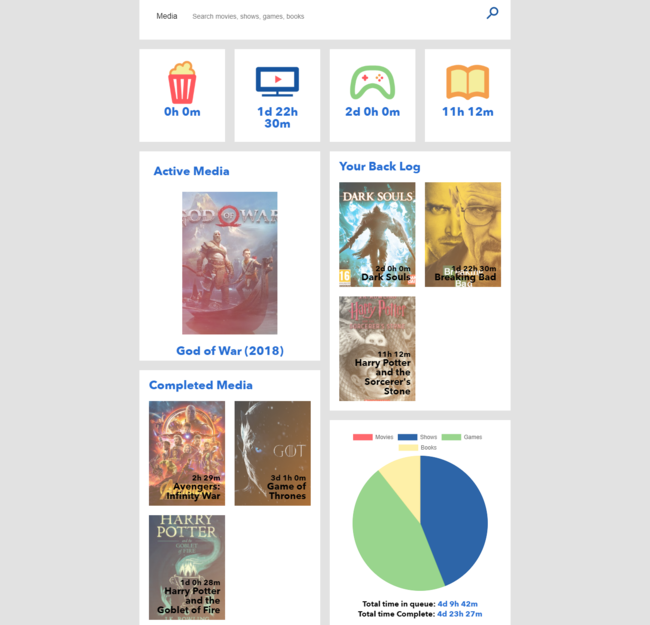 Media
Search movies, shows, games, books
0h 0m
1d 22h
30m
2d 0h 0m
11h 12m
Active Media
GOD OF WAR
God of War (2018)
Your Back Log
DARK SOULS
16
2d 0h 0m
Dark Souls
1d 22h 30m
Breaking Bad
11h 12m
Harry Potter
and the
Sorcerer's
Stone
Completed Media
2h 29m
Avengers:
Infinity War
GOT
3d 1h 0m
Game of
Thrones
HARRY
POTTER
1d 0h 28m
Harry Potter
and the
Goblet of Fire
Movies
Shows
Games
Books
Total time in queue: 4d 9h 42m
Total time Complete: 4d 23h 27m